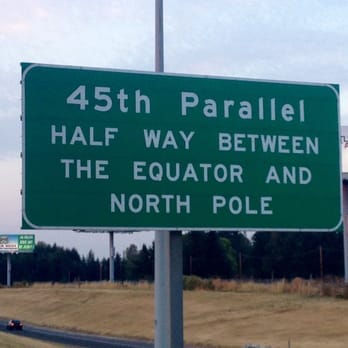 45th Parallel
HALF WAY BETWEEN
THE EQUATOR AND
NORTH POLE